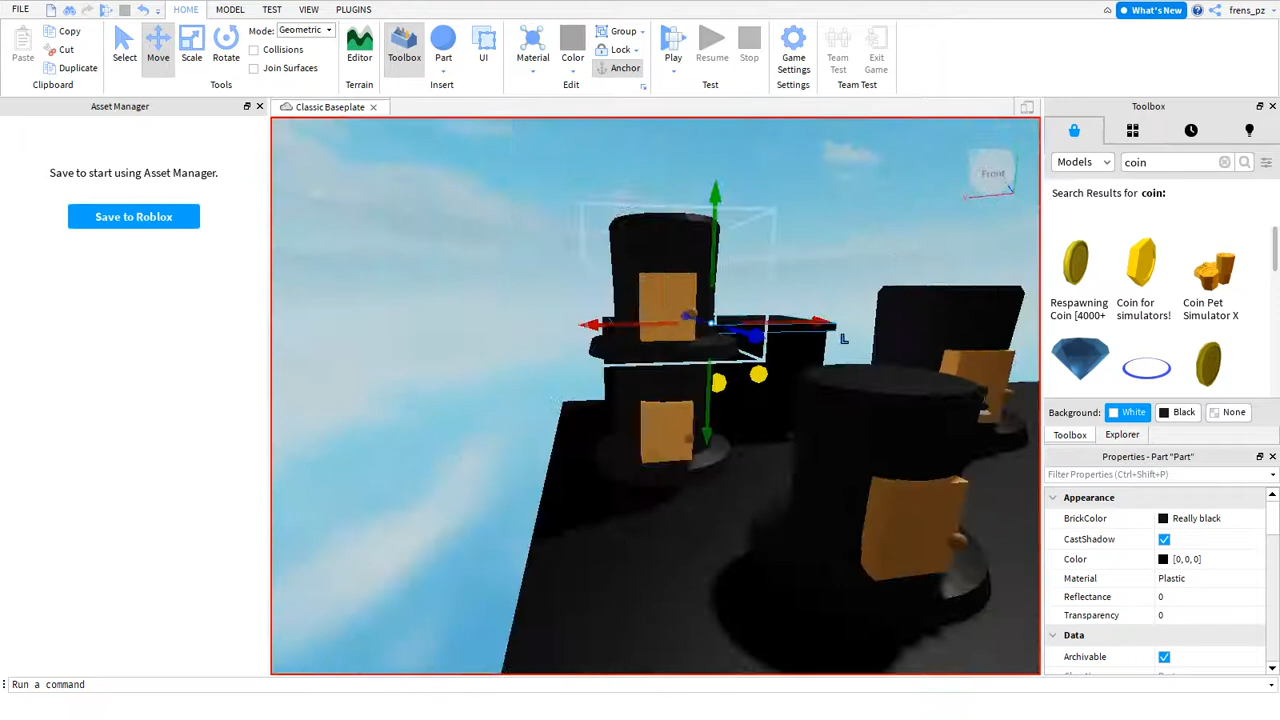 FILE HOME MODEL TEST VIEW PLUGINS What's New frens_pz
Paste Copy Cut Duplicate
Select Move Scale Rotate
Mode: Geometric
Collisions
Join Surfaces
Editor Toolbox Part UI Material Color
Group
Lock
Anchor
Play Resume Stop Game Settings Team Test Exit Game
Clipboard Tools Terrain Insert Edit Test Settings Team Test
Asset Manager
Classic Baseplate
Toolbox
Save to start using Asset Manager.
Save to Roblox
Front
L
Models coin
Search Results for coin:
Respawning Coin [4000+
Coin for simulators!
Coin Pet Simulator X
Background: White Black None
Toolbox Explorer
Properties - Part "Part"
Filter Properties (Ctrl+Shift+P)
Appearance
BrickColor Really black
CastShadow
Color [0, 0, 0]
Material Plastic
Reflectance 0
Transparency 0
Data
Archivable
Run a command